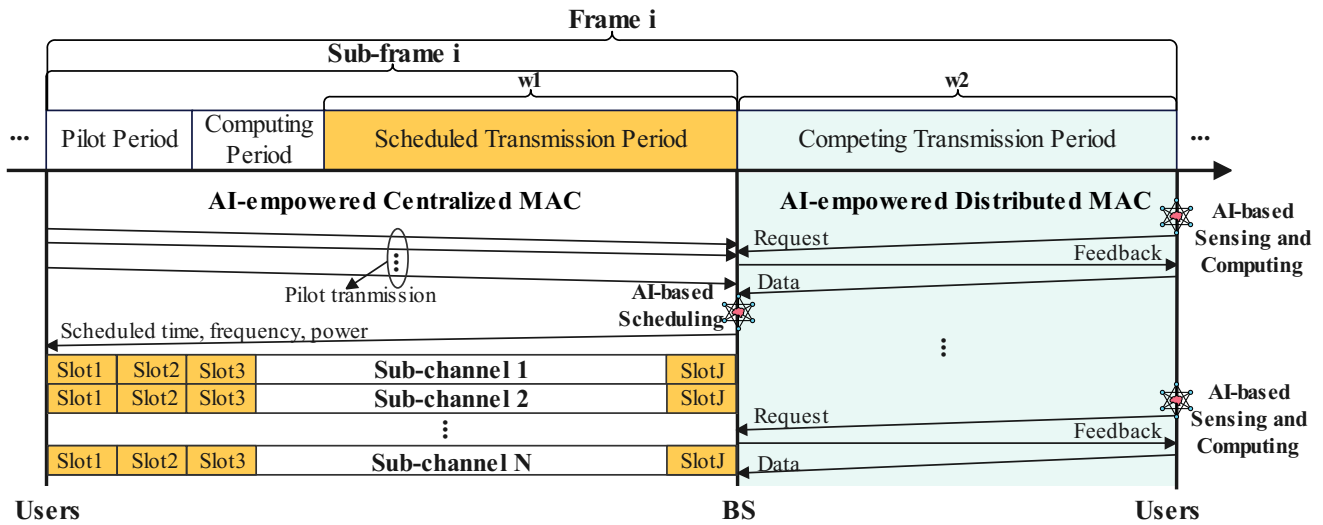 Frame i
Sub-frame i
w1
w2
...
Pilot Period
Computing
Period
Scheduled Transmission Period
Competing Transmission Period
...
AI-empowered Centralized MAC
AI-empowered Distributed MAC
Request
Feedback
Data
AI-based
Sensing and
Computing
Pilot tranmission
AI-based
Scheduling
Scheduled time, frequency, power
Slot1 Slot2 Slot3 Sub-channel 1 SlotJ
Slot1 Slot2 Slot3 Sub-channel 2 SlotJ
Slot1 Slot2 Slot3 Sub-channel N SlotJ
Request
Feedback
Data
AI-based
Sensing and
Computing
Users
BS
Users